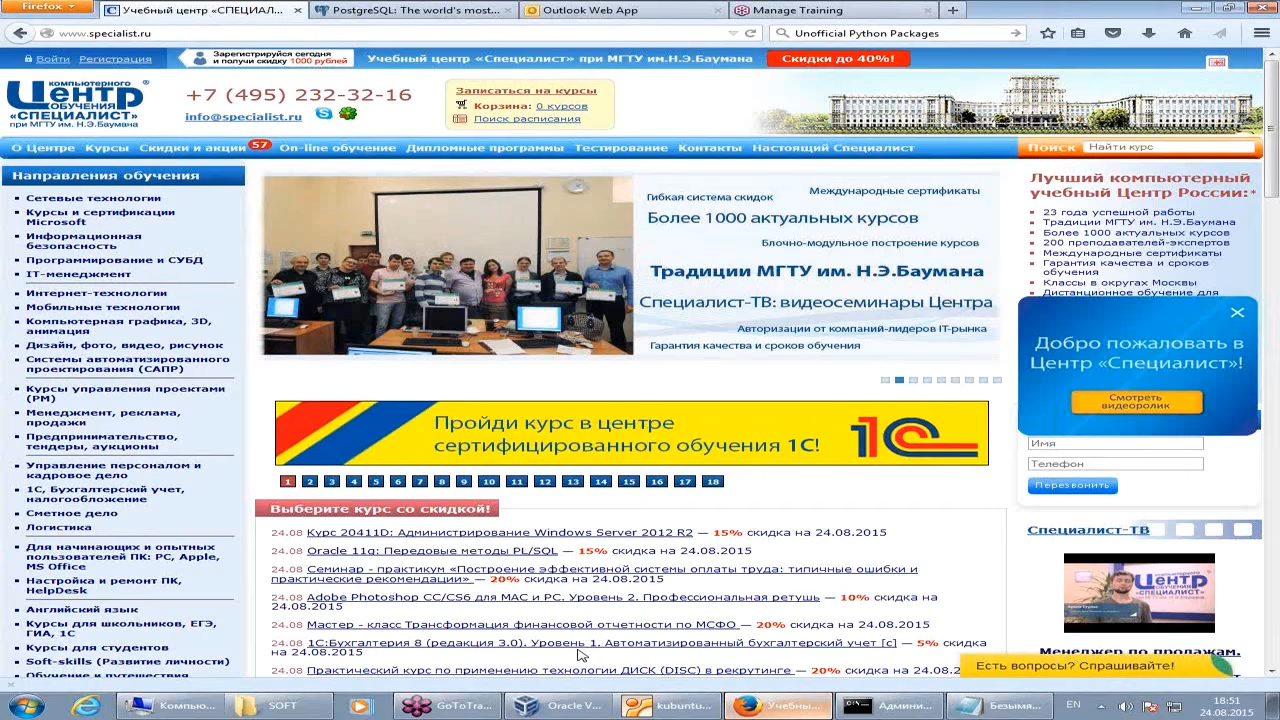 Firefox
Учебный центр «СПЕЦИАЛ...
PostgreSQL: The world's most...
Outlook Web App
Manage Training
www.specialist.ru
Unofficial Python Packages
Войти Регистрация
Зарегистрируйся сегодня
и получи скидку 1000 рублей
Учебный центр «Специалист» при МГТУ им.Н.Э.Баумана
Скидки до 40%!
компьютерного
Центр
ОБУЧЕНИЯ
«СПЕЦИАЛИСТ»
при МГТУ им. Н.Э.Баумана
+7 (495) 232-32-16
info@specialist.ru
Записаться на курсы
Корзина: 0 курсов
Поиск расписания
О Центре Курсы Скидки и акции 57 On-line обучение Дипломные программы Тестирование Контакты Настоящий Специалист
Поиск Найти курс
Направления обучения
Сетевые технологии
Курсы и сертификации
Microsoft
Информационная
безопасность
Программирование и СУБД
IT-менеджмент
Интернет-технологии
Мобильные технологии
Компьютерная графика, 3D,
анимация
Дизайн, фото, видео, рисунок
Системы автоматизированного
проектирования (САПР)
Курсы управления проектами
(PM)
Менеджмент, реклама,
продажи
Предпринимательство,
тендеры, аукционы
Управление персоналом и
кадровое дело
1С, Бухгалтерский учет,
налогообложение
Сметное дело
Логистика
Для начинающих и опытных
пользователей ПК: PC, Apple,
MS Office
Настройка и ремонт ПК,
HelpDesk
Английский язык
Курсы для школьников, ЕГЭ,
ГИА, 1С
Курсы для студентов
Soft-skills (Развитие личности)
Обучение и путешествия
Гибкая система скидок
Международные сертификаты
Более 1000 актуальных курсов
Блочно-модульное построение курсов
Традиции МГТУ им. Н.Э.Баумана
Специалист-ТВ: видеосеминары Центра
Авторизации от компаний-лидеров IT-рынка
Гарантия качества и сроков обучения
Пройди курс в центре
сертифицированного обучения 1С!
1С
1 2 3 4 5 6 7 8 9 10 11 12 13 14 15 16 17 18
Выберите курс со скидкой!
24.08 Курс 20411D: Администрирование Windows Server 2012 R2 — 15% скидка на 24.08.2015
24.08 Oracle 11g: Передовые методы PL/SQL — 15% скидка на 24.08.2015
24.08 Семинар - практикум «Построение эффективной системы оплаты труда: типичные ошибки и
практические рекомендации» — 20% скидка на 24.08.2015
24.08 Adobe Photoshop CC/CS6 для MAC и PC. Уровень 2. Профессиональная ретушь — 10% скидка на
24.08.2015
24.08 Мастер - класс Трансформация финансовой отчетности по МСФО — 20% скидка на 24.08.2015
24.08 1С:Бухгалтерия 8 (редакция 3.0). Уровень 1. Автоматизированный бухгалтерский учет [c] — 5% скидка
на 24.08.2015
24.08 Практический курс по применению технологии ДИСК (DISC) в рекрутинге — 20% скидка на 24.08.2
Лучший компьютерный
учебный Центр России:*
23 года успешной работы
Традиции МГТУ им. Н.Э.Баумана
Более 1000 актуальных курсов
200 преподавателей-экспертов
Международные сертификаты
Гарантия качества и сроков
обучения
Классы в округах Москвы
Дистанционное обучение для
Добро пожаловать в
Центр «Специалист»!
Смотреть
видеоролик
Имя
Телефон
Перезвонить
Специалист-ТВ
Центр
Менеджер по продажам.
Есть вопросы? Спрашивайте!
Компью...
SOFT
GoToTra...
Oracle V...
kubuntu...
Учебны...
Админи...
Безымя...
EN
18:51
24.08.2015